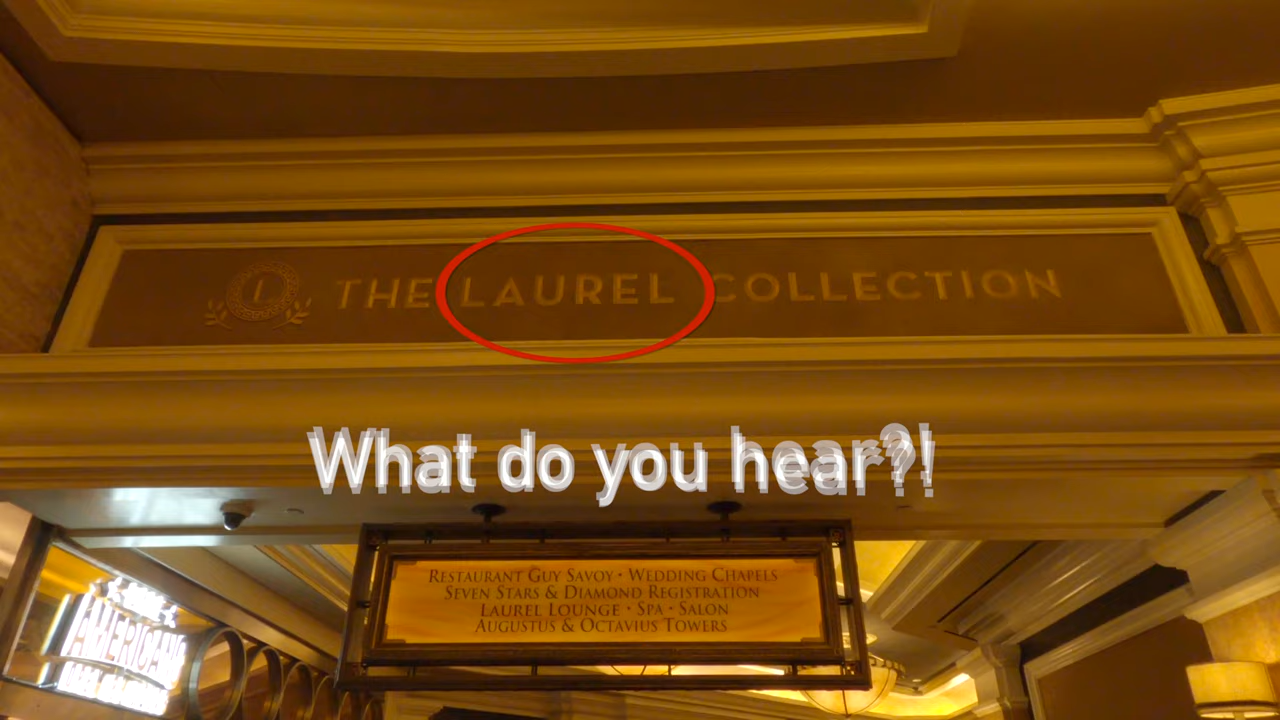 THE LAUREL COLLECTION
What do you hear?!
RESTAURANT GUY SAVOY • WEDDING CHAPELS
SEVEN STARS & DIAMOND REGISTRATION
LAUREL LOUNGE • SPA • SALON
AUGUSTUS & OCTAVIUS TOWERS